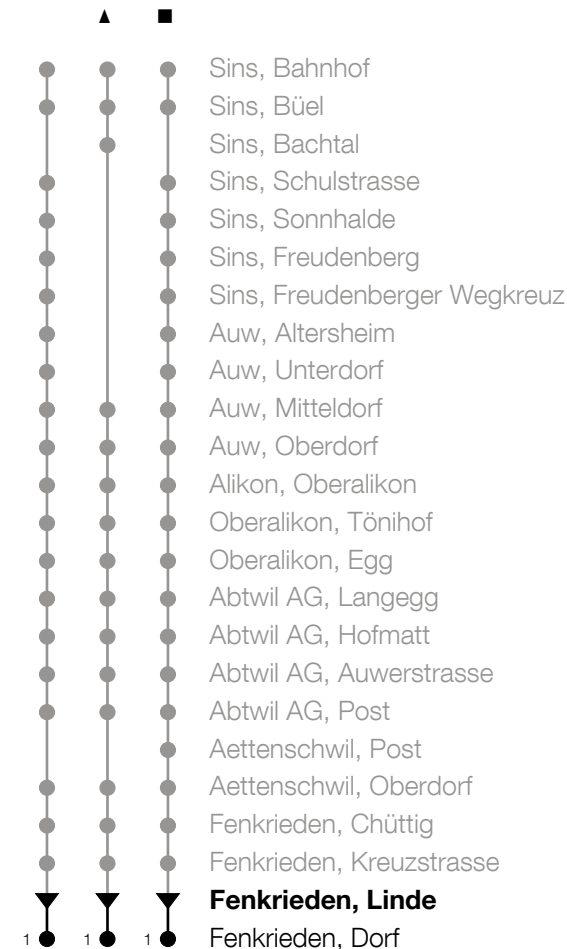 ▲ ■
Sins, Bahnhof
Sins, Büel
Sins, Bachtal
Sins, Schulstrasse
Sins, Sonnhalde
Sins, Freudenberg
Sins, Freudenberger Wegkreuz
Auw, Altersheim
Auw, Unterdorf
Auw, Mitteldorf
Auw, Oberdorf
Alikon, Oberalikon
Oberalikon, Tönihof
Oberalikon, Egg
Abtwil AG, Langegg
Abtwil AG, Hofmatt
Abtwil AG, Auwerstrasse
Abtwil AG, Post
Aettenschwil, Post
Aettenschwil, Oberdorf
Fenkrieden, Chüttig
Fenkrieden, Kreuzstrasse
Fenkrieden, Linde
1 1 1 Fenkrieden, Dorf